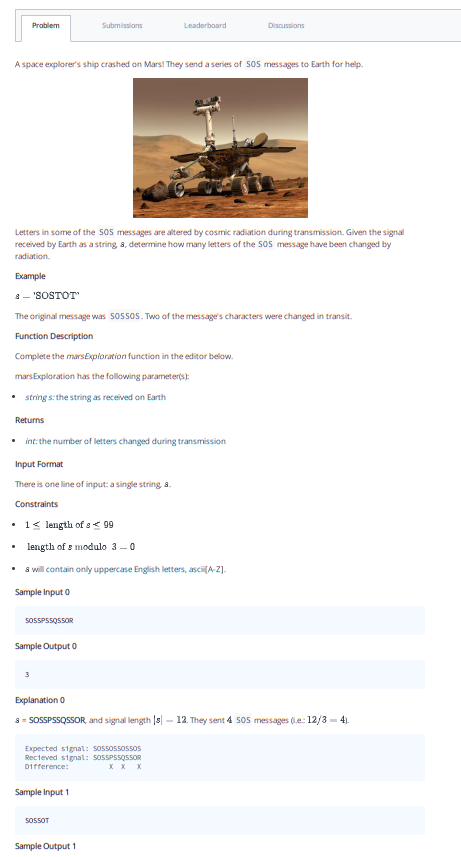 Problem Submissions Leaderboard Discussions
A space explorer's ship crashed on Mars! They send a series of SOS messages to Earth for help.
Letters in some of the SOS messages are altered by cosmic radiation during transmission. Given the signal
received by Earth as a string, s, determine how many letters of the SOS message have been changed by
radiation.
Example
s = 'SOSTOT'
The original message was SOSSOS. Two of the message's characters were changed in transit.
Function Description
Complete the marsExploration function in the editor below.
marsExploration has the following parameter(s):
• string s: the string as received on Earth
Returns
• int: the number of letters changed during transmission
Input Format
There is one line of input: a single string, s.
Constraints
• 1 ≤ length of s ≤ 99
• length of s modulo 3 = 0
• s will contain only uppercase English letters, ascii[A-Z].
Sample Input 0
SOSSPSSQSSOR
Sample Output 0
3
Explanation 0
s = SOSSPSSQSSOR, and signal length |s| = 12. They sent 4 SOS messages (i.e.: 12/3 = 4).
Expected signal: SOSSOSSOSSOS
Recieved signal: SOSSPSSQSSOR
Difference: X X X
Sample Input 1
SOSSOT
Sample Output 1